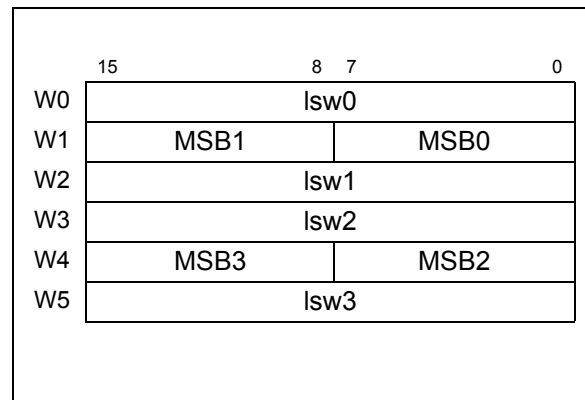 15 8 7 0
W0 lsw0
W1 MSB1 MSB0
W2 lsw1
W3 lsw2
W4 MSB3 MSB2
W5 lsw3